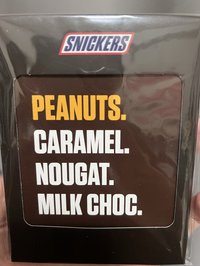 SNICKERS
PEANUTS.
CARAMEL.
NOUGAT.
MILK CHOC.